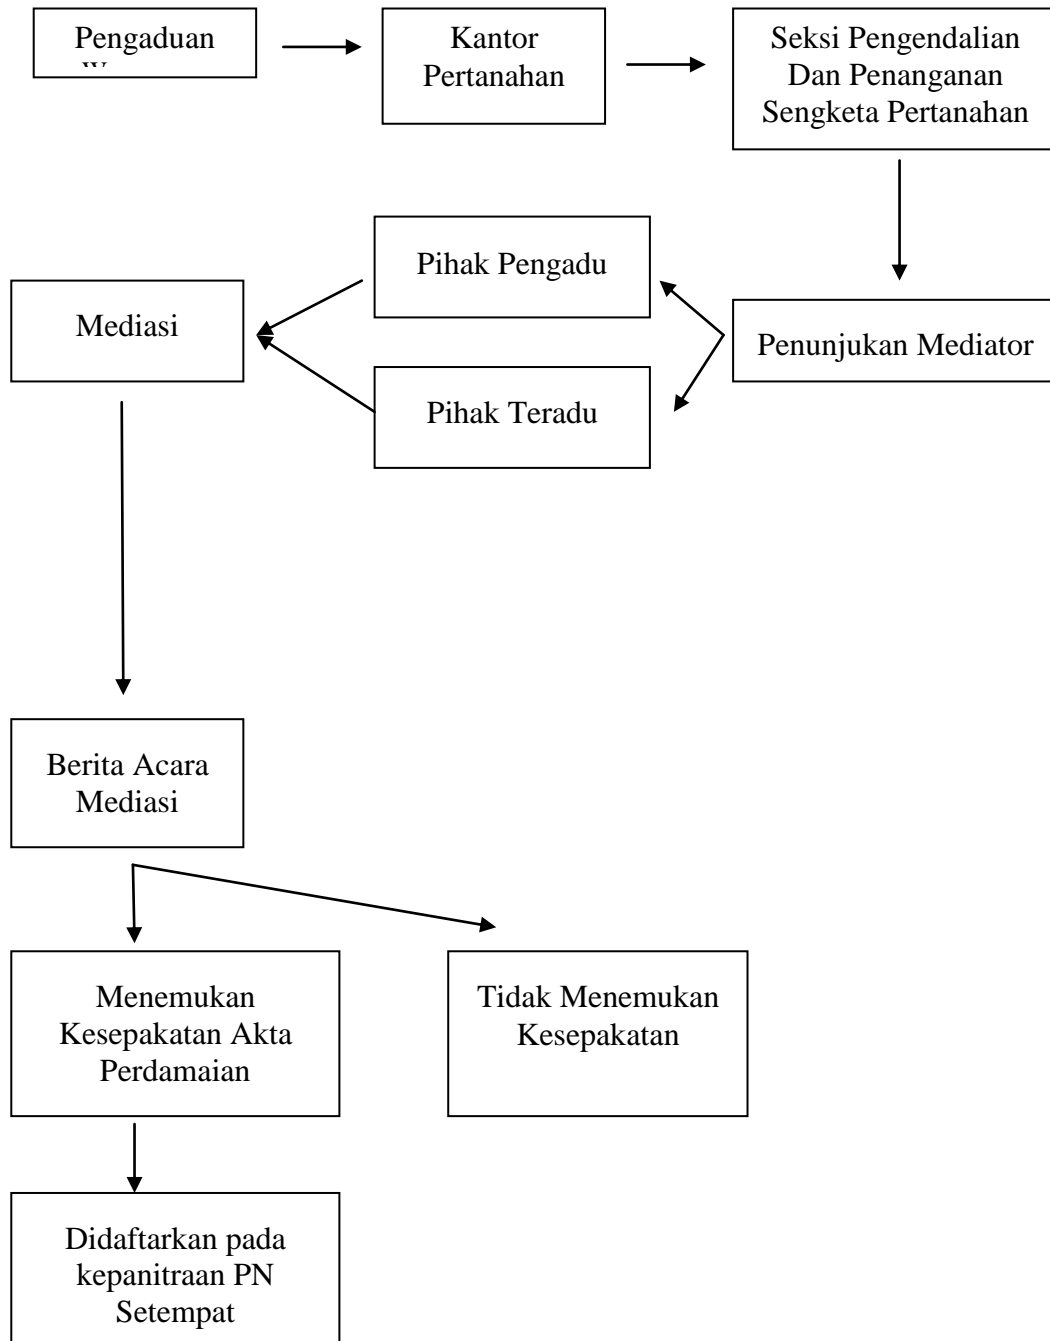 Pengaduan
Kantor
Pertanahan
Seksi Pengendalian
Dan Penanganan
Sengketa Pertanahan
Pihak Pengadu
Mediasi
Penunjukan Mediator
Pihak Teradu
Berita Acara
Mediasi
Menemukan
Kesepakatan Akta
Perdamaian
Tidak Menemukan
Kesepakatan
Didaftarkan pada
kepanitraan PN
Setempat